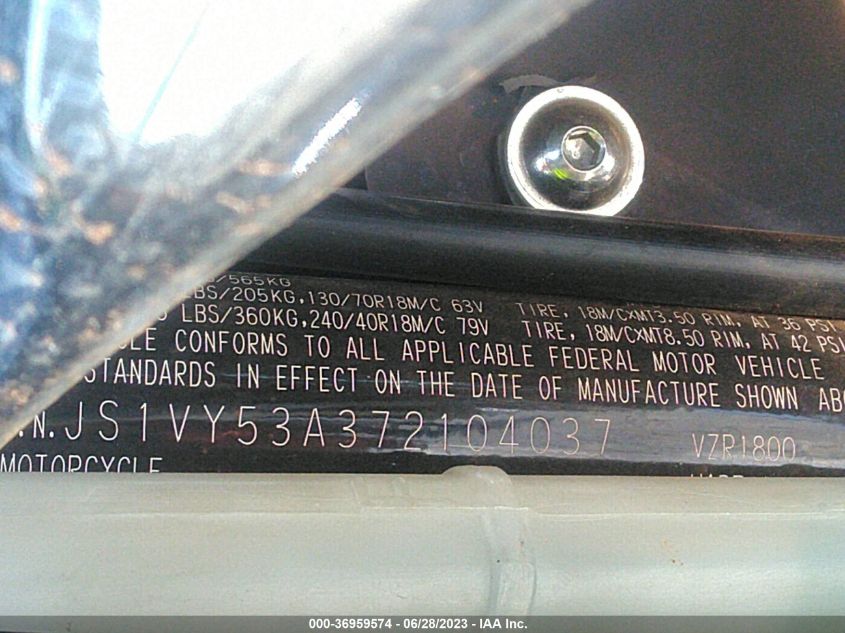 /565KG
LBS/205KG,130/70R18M/C 63V TIRE, 18M/CXMT3.50 RIM, AT 36 PSI
LBS/360KG,240/40R18M/C 79V TIRE, 18M/CXMT8.50 RIM, AT 42 PSI
CLE CONFORMS TO ALL APPLICABLE FEDERAL MOTOR VEHICLE
STANDARDS IN EFFECT ON THE DATE OF MANUFACTURE SHOWN ABO
.N.JS1VY53A372104037 VZR1800
MOTORCYCLE
000-36959574 - 06/28/2023 - IAA Inc.